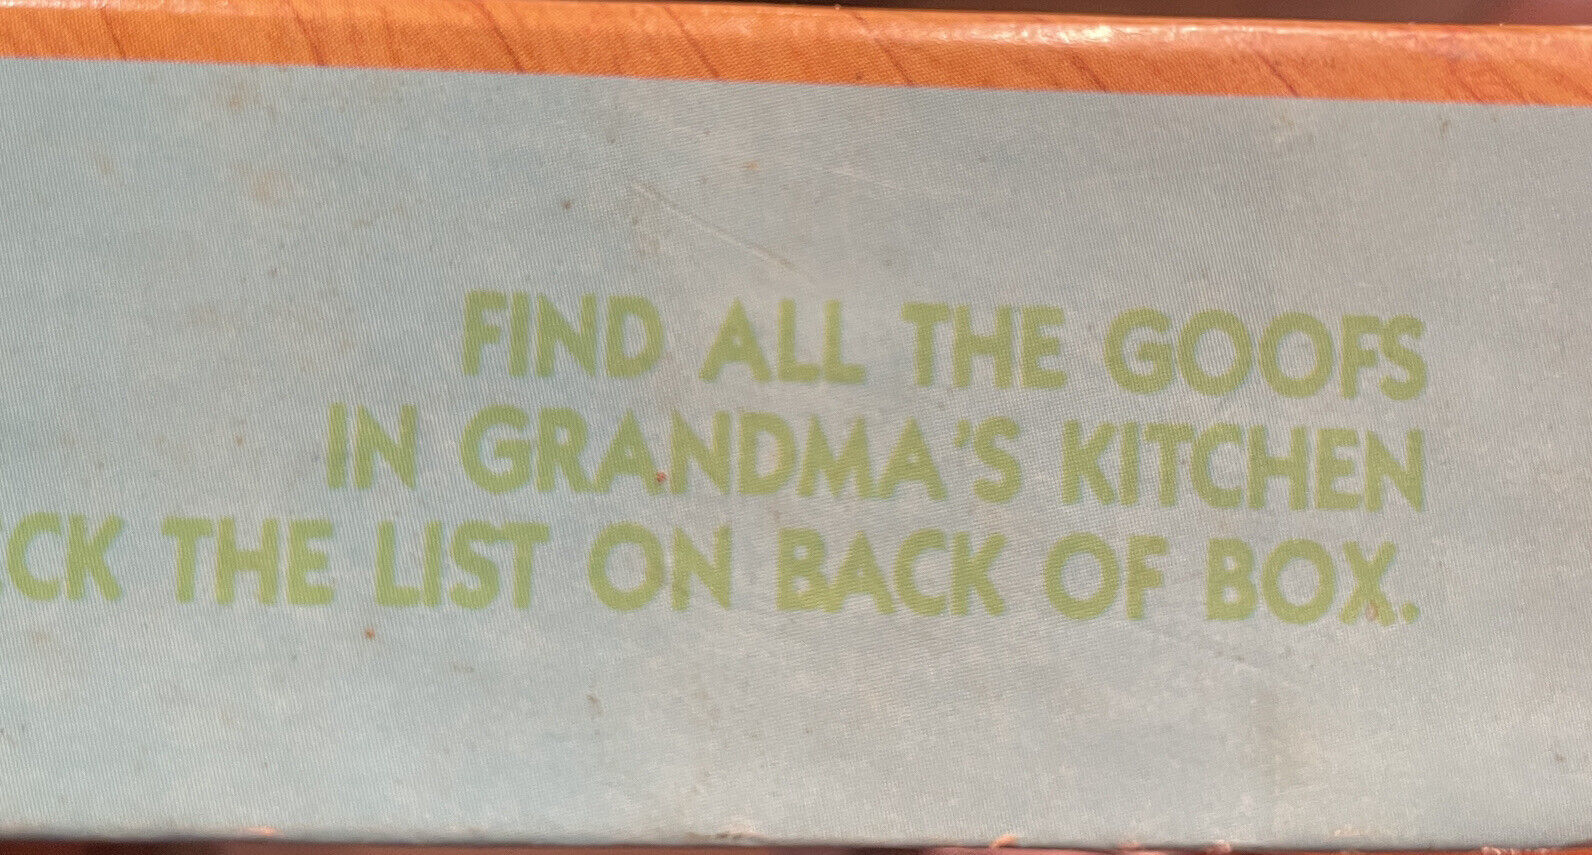 FIND ALL THE GOOFS
IN GRANDMA'S KITCHEN
CK THE LIST ON BACK OF BOX.